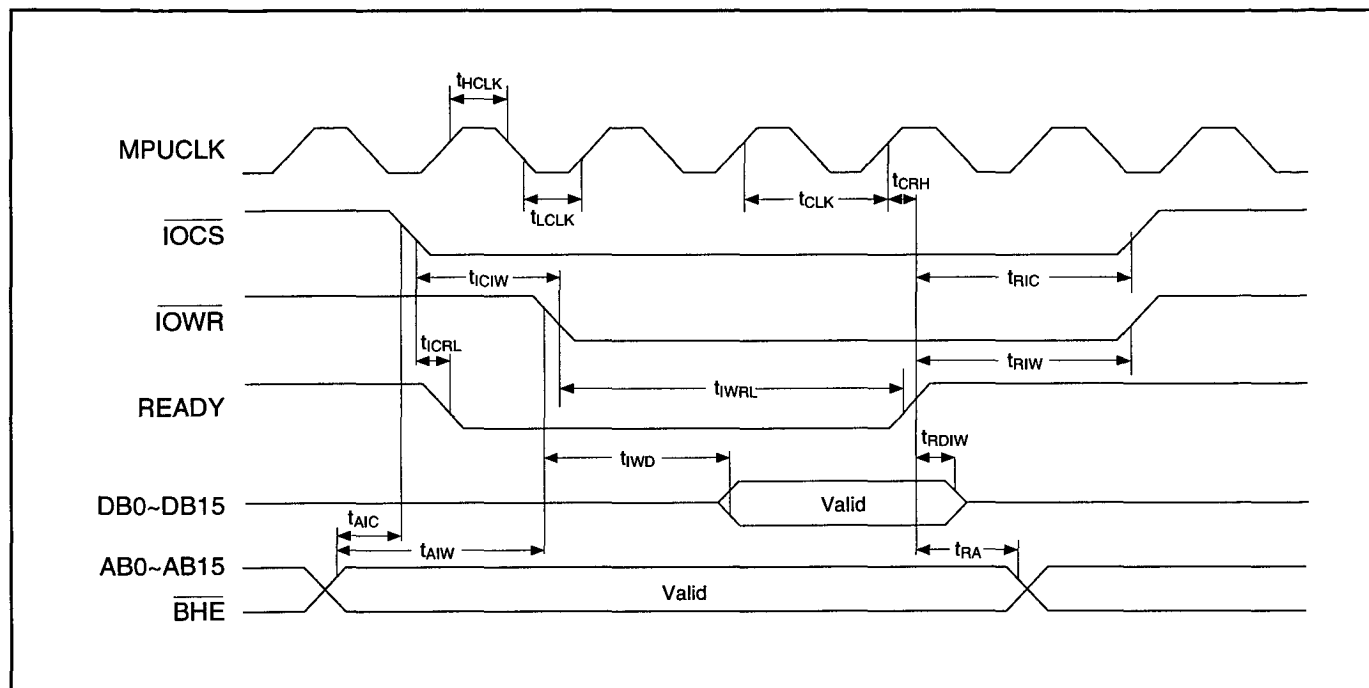 tHCLK
MPUCLK
tCRH
tCLK
tLCLK
IOCS
tICIW
tRIC
IOWR
tICRL
tRIW
tIWRL
READY
tRDIW
tIWD
DB0~DB15
Valid
tAIC
tAIW
tRA
AB0~AB15
Valid
BHE